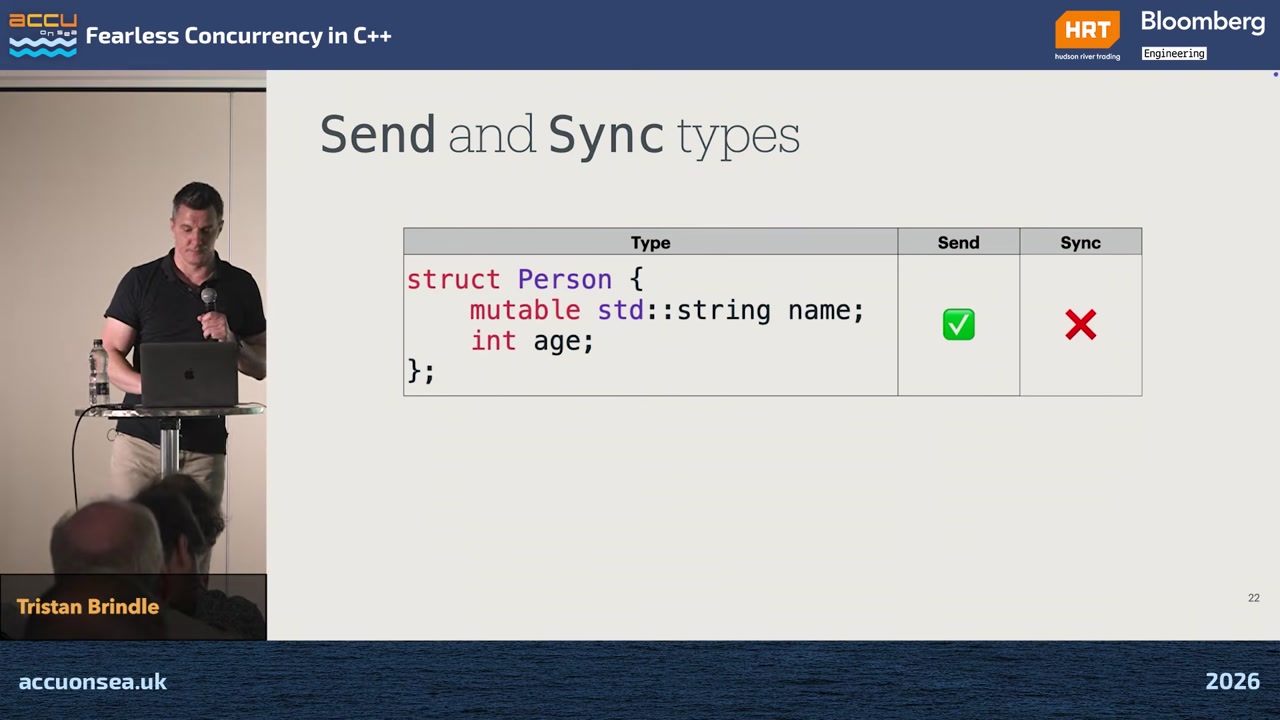 accu
on sea
Fearless Concurrency in C++
HRT
hudson river trading
Bloomberg
Engineering
Send and Sync types
Type Send Sync
struct Person {
    mutable std::string name;
    int age;
};
✅ ❌
22
Tristan Brindle
accuonsea.uk
2026